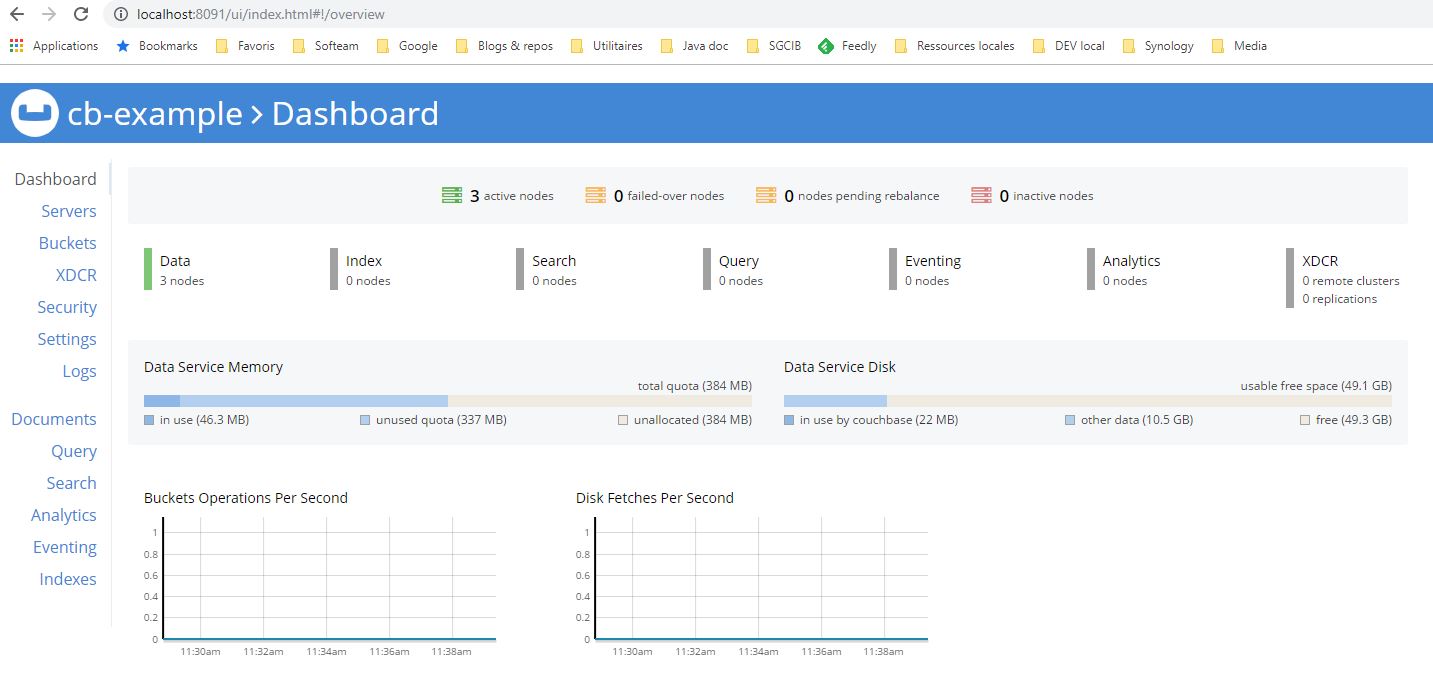 localhost:8091/ui/index.html#!/overview
Applications Bookmarks Favoris Softeam Google Blogs & repos Utilitaires Java doc SGCIB Feedly Ressources locales DEV local Synology Media
cb-example > Dashboard
Dashboard
Servers
Buckets
XDCR
Security
Settings
Logs
Documents
Query
Search
Analytics
Eventing
Indexes
3 active nodes 0 failed-over nodes 0 nodes pending rebalance 0 inactive nodes
Data
3 nodes
Index
0 nodes
Search
0 nodes
Query
0 nodes
Eventing
0 nodes
Analytics
0 nodes
XDCR
0 remote clusters
0 replications
Data Service Memory
total quota (384 MB)
in use (46.3 MB) unused quota (337 MB) unallocated (384 MB)
Data Service Disk
usable free space (49.1 GB)
in use by couchbase (22 MB) other data (10.5 GB) free (49.3 GB)
Buckets Operations Per Second
1
0.8
0.6
0.4
0.2
0
11:30am 11:32am 11:34am 11:36am 11:38am
Disk Fetches Per Second
1
0.8
0.6
0.4
0.2
0
11:30am 11:32am 11:34am 11:36am 11:38am